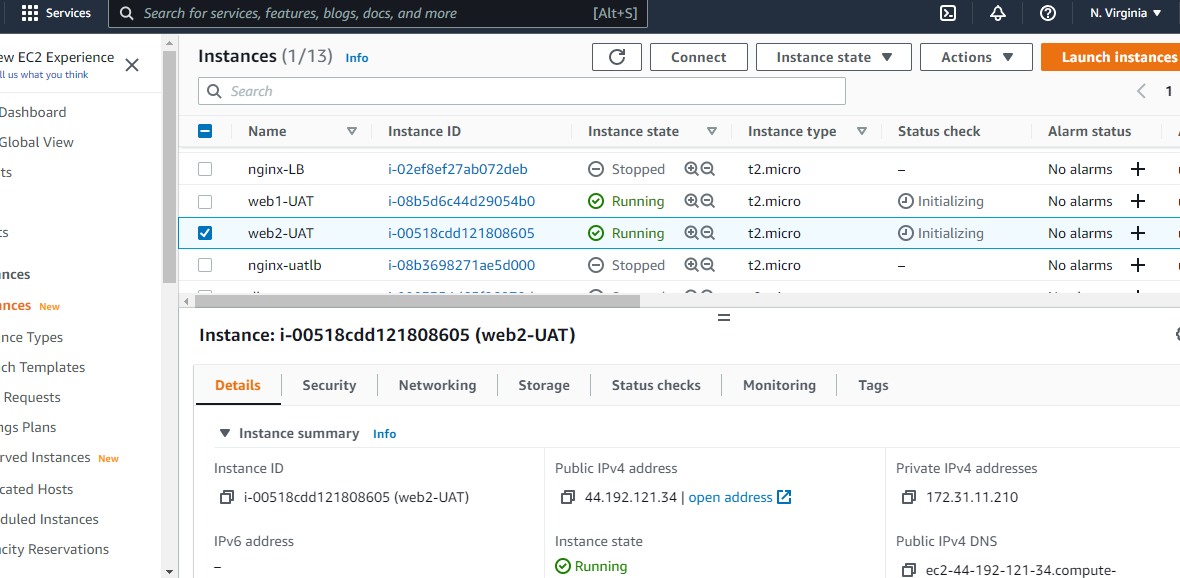 Services
Search for services, features, blogs, docs, and more [Alt+S]
N. Virginia
ew EC2 Experience
ll us what you think
Dashboard
Global View
ts
ts
ances
ances New
nce Types
ch Templates
Requests
ngs Plans
rved Instances New
cated Hosts
duled Instances
city Reservations
Instances (1/13) Info
Connect
Instance state
Actions
Launch instances
Search
1
Name Instance ID Instance state Instance type Status check Alarm status
nginx-LB i-02ef8ef27ab072deb Stopped t2.micro – No alarms +
web1-UAT i-08b5d6c44d29054b0 Running t2.micro Initializing No alarms +
web2-UAT i-00518cdd121808605 Running t2.micro Initializing No alarms +
nginx-uatlb i-08b3698271ae5d000 Stopped t2.micro – No alarms +
Instance: i-00518cdd121808605 (web2-UAT)
Details Security Networking Storage Status checks Monitoring Tags
Instance summary Info
Instance ID
i-00518cdd121808605 (web2-UAT)
Public IPv4 address
44.192.121.34 | open address
Private IPv4 addresses
172.31.11.210
IPv6 address
–
Instance state
Running
Public IPv4 DNS
ec2-44-192-121-34.compute-